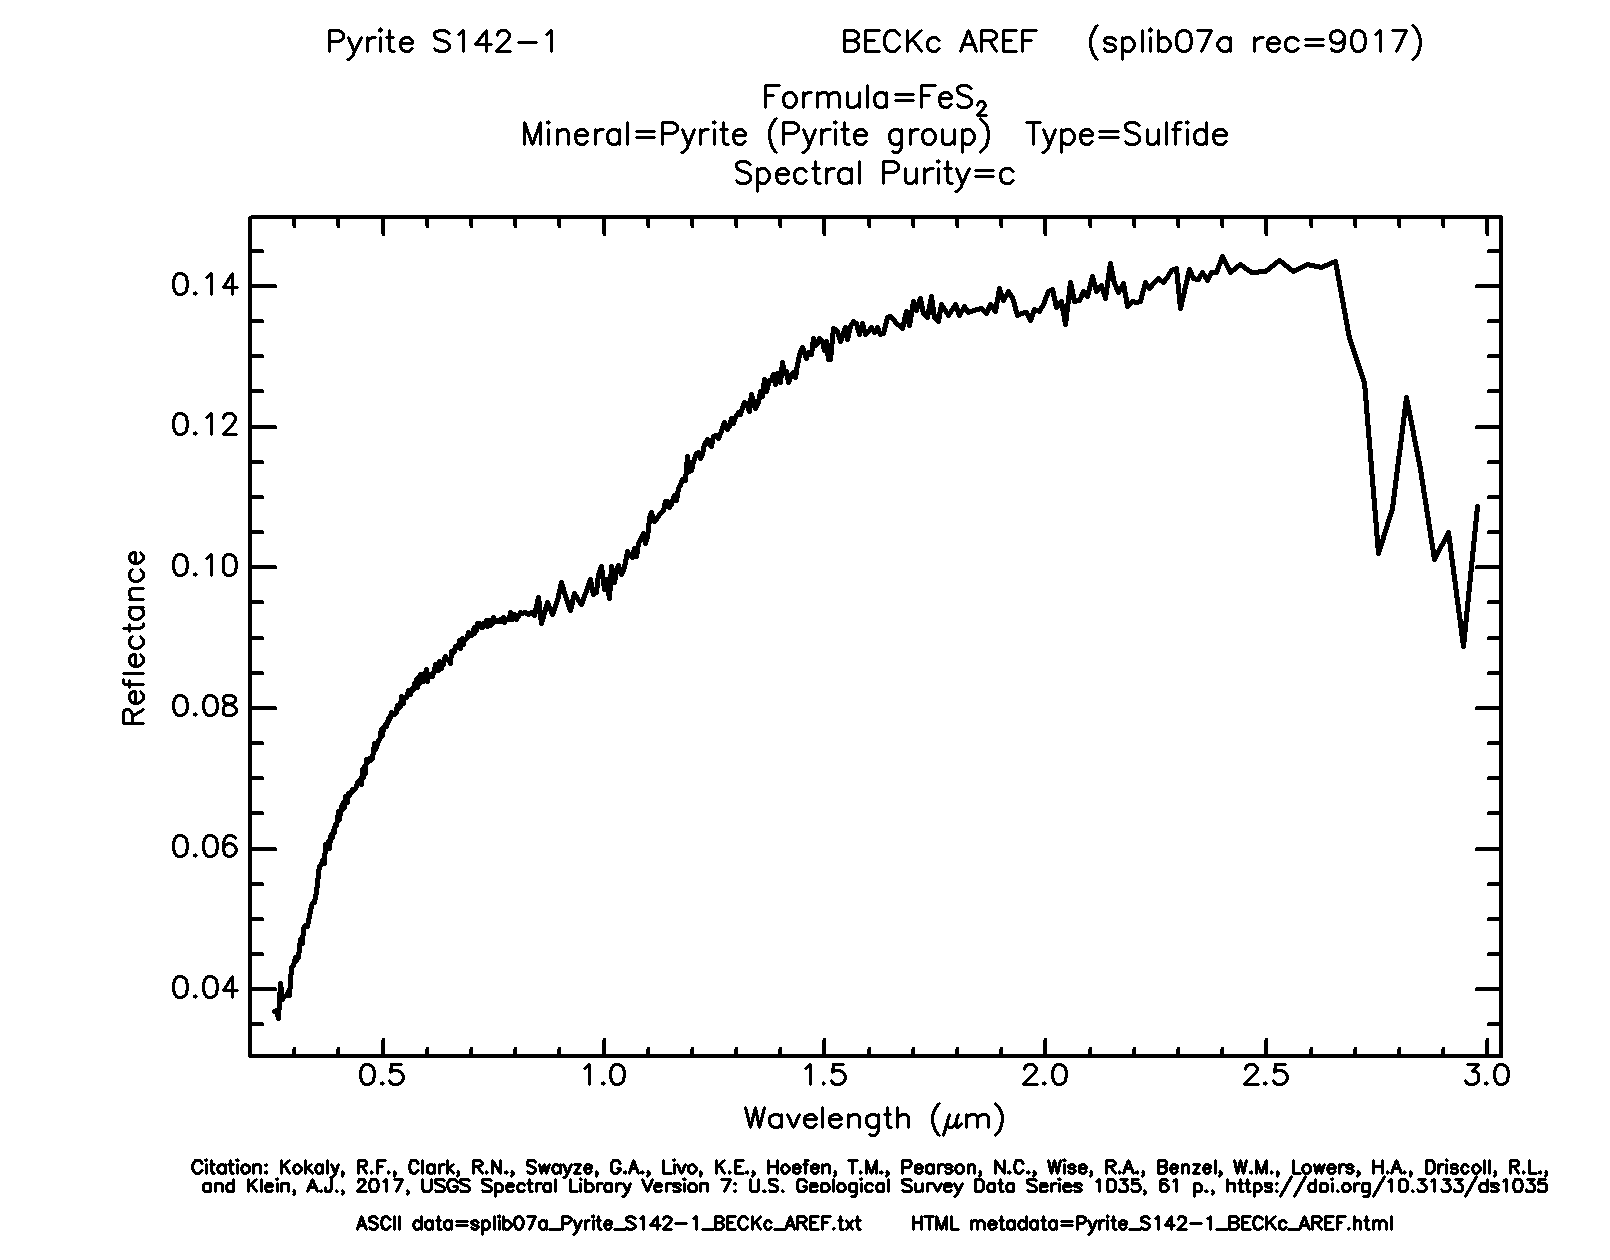 Pyrite S142-1 BECKc AREF (splib07a rec=9017)
Formula=FeS2
Mineral=Pyrite (Pyrite group) Type=Sulfide
Spectral Purity=c
0.14
0.12
0.10
0.08
0.06
0.04
Reflectance
0.5 1.0 1.5 2.0 2.5 3.0
Wavelength (μm)
Citation: Kokaly, R.F., Clark, R.N., Swayze, G.A., Livo, K.E., Hoefen, T.M., Pearson, N.C., Wise, R.A., Benzel, W.M., Lowers, H.A., Driscoll, R.L.,
and Klein, A.J., 2017, USGS Spectral Library Version 7: U.S. Geological Survey Data Series 1035, 61 p., https://doi.org/10.3133/ds1035
ASCII data=splib07a_Pyrite_S142-1_BECKc_AREF.txt HTML metadata=Pyrite_S142-1_BECKc_AREF.html